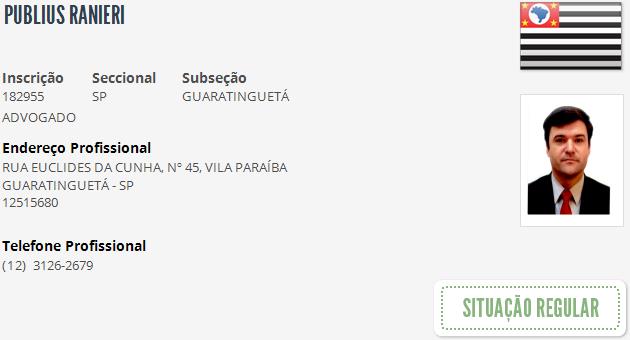 PUBLIUS RANIERI
Inscrição Seccional Subseção
182955 SP GUARATINGUETÁ
ADVOGADO
Endereço Profissional
RUA EUCLIDES DA CUNHA, Nº 45, VILA PARAÍBA
GUARATINGUETÁ - SP
12515680
Telefone Profissional
(12) 3126-2679
SITUAÇÃO REGULAR